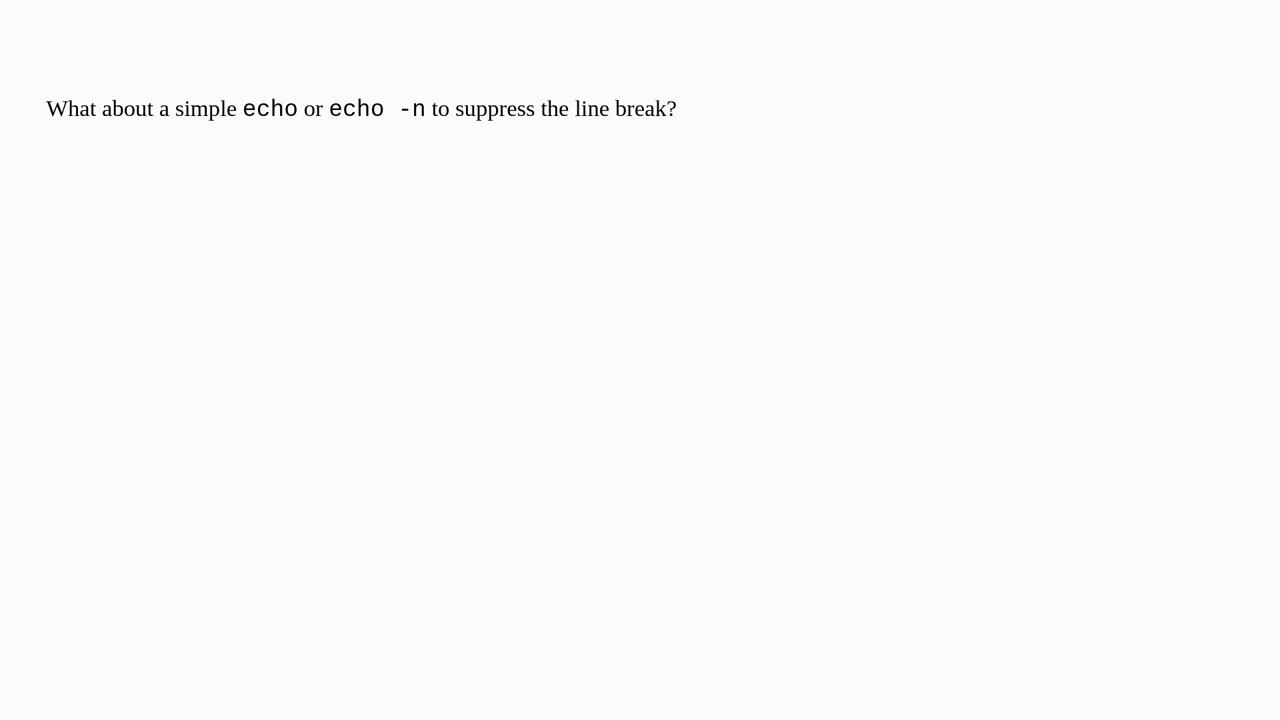 What about a simple echo or echo -n to suppress the line break?